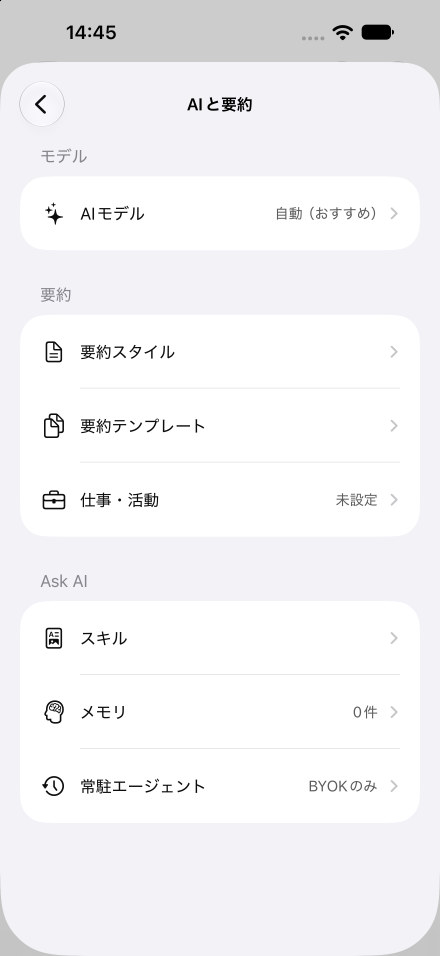 14:45
AIと要約
モデル
AIモデル
自動（おすすめ）
要約
要約スタイル
要約テンプレート
仕事・活動
未設定
Ask AI
スキル
メモリ
0件
常駐エージェント
BYOKのみ